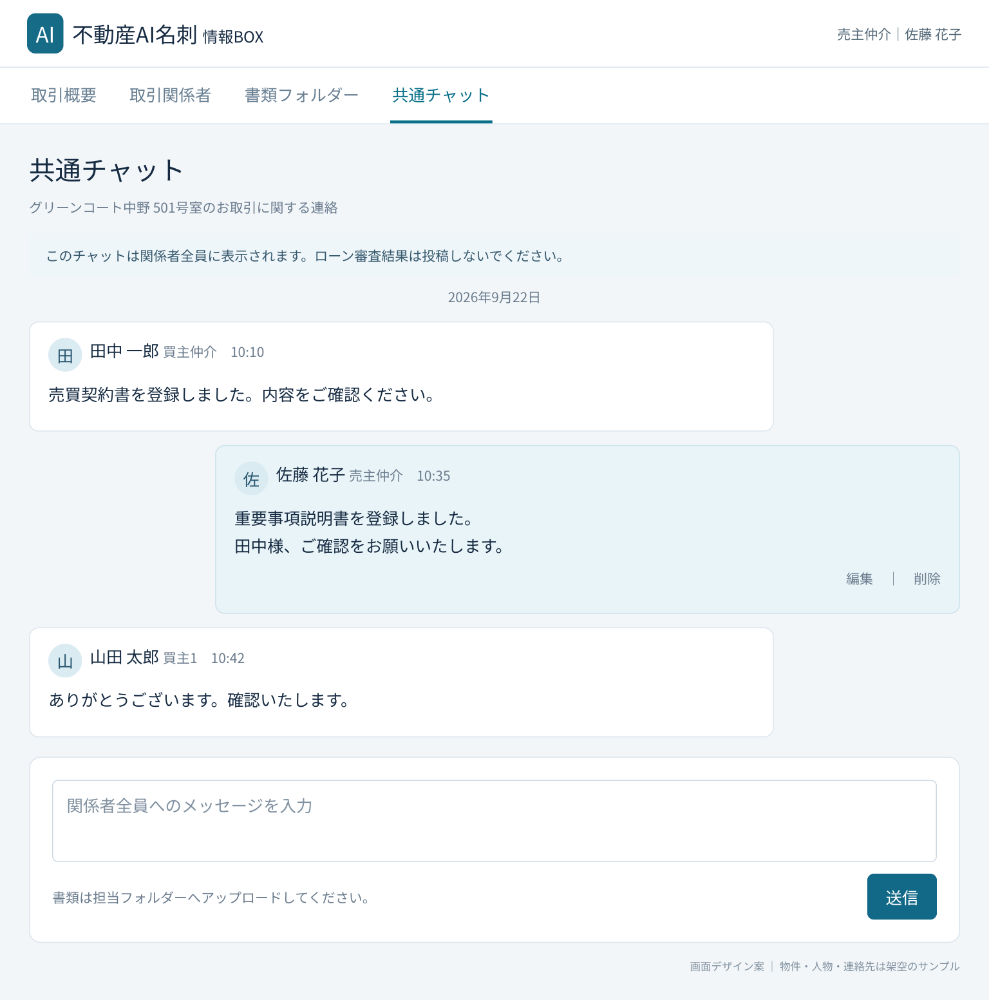 AI 不動産AI名刺 情報BOX
売主仲介｜佐藤 花子
取引概要 取引関係者 書類フォルダー 共通チャット
共通チャット
グリーンコート中野 501号室のお取引に関する連絡
このチャットは関係者全員に表示されます。ローン審査結果は投稿しないでください。
2026年9月22日
田 田中 一郎 買主仲介 10:10
売買契約書を登録しました。内容をご確認ください。
佐 佐藤 花子 売主仲介 10:35
重要事項説明書を登録しました。
田中様、ご確認をお願いいたします。
編集 ｜ 削除
山 山田 太郎 買主1 10:42
ありがとうございます。確認いたします。
関係者全員へのメッセージを入力
書類は担当フォルダーへアップロードしてください。
送信
画面デザイン案 ｜ 物件・人物・連絡先は架空のサンプル